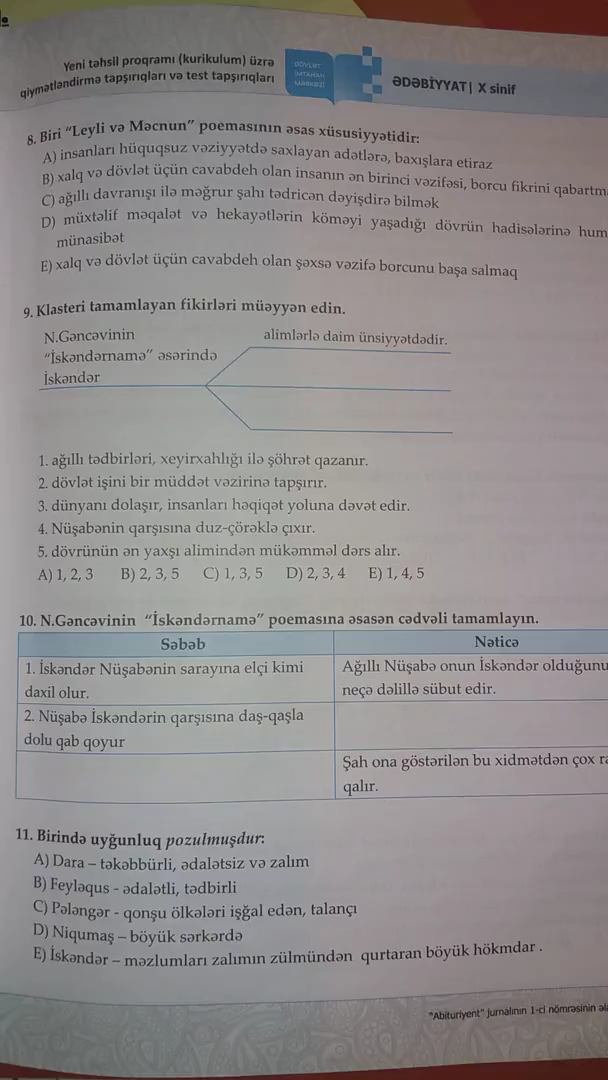 Yeni təhsil proqramı (kurikulum) üzrə
qiymətləndirmə tapşırıqları və test tapşırıqları
DÖVLƏT
İMTAHAN
MƏRKƏZİ
ƏDƏBİYYAT| X sinif
8. Biri "Leyli və Məcnun" poemasının əsas xüsusiyyətidir:
A) insanları hüquqsuz vəziyyətdə saxlayan adətlərə, baxışlara etiraz
B) xalq və dövlət üçün cavabdeh olan insanın ən birinci vəzifəsi, borcu fikrini qabartm
C) ağıllı davranışı ilə məğrur şahı tədricən dəyişdirə bilmək
D) müxtəlif məqalət və hekayətlərin köməyi yaşadığı dövrün hadisələrinə hum
münasibət
E) xalq və dövlət üçün cavabdeh olan şəxsə vəzifə borcunu başa salmaq
9. Klasteri tamamlayan fikirləri müəyyən edin.
N.Gəncəvinin
"İskəndərnamə" əsərində
İskəndər
alimlərlə daim ünsiyyətdədir.
1. ağıllı tədbirləri, xeyirxahlığı ilə şöhrət qazanır.
2. dövlət işini bir müddət vəzirinə tapşırır.
3. dünyanı dolaşır, insanları həqiqət yoluna dəvət edir.
4. Nüşabənin qarşısına duz-çörəklə çıxır.
5. dövrünün ən yaxşı alimindən mükəmməl dərs alır.
A) 1, 2, 3 B) 2, 3, 5 C) 1, 3, 5 D) 2, 3, 4 E) 1, 4, 5
10. N.Gəncəvinin "İskəndərnamə" poemasına əsasən cədvəli tamamlayın.
Səbəb Nəticə
1. İskəndər Nüşabənin sarayına elçi kimi
daxil olur.
Ağıllı Nüşabə onun İskəndər olduğunu
neçə dəlillə sübut edir.
2. Nüşabə İskəndərin qarşısına daş-qaşla
dolu qab qoyur
Şah ona göstərilən bu xidmətdən çox ra
qalır.
11. Birində uyğunluq pozulmuşdur:
A) Dara – təkəbbürli, ədalətsiz və zalım
B) Feyləqus - ədalətli, tədbirli
C) Pələngər - qonşu ölkələri işğal edən, talançı
D) Niqumaş – böyük sərkərdə
E) İskəndər – məzlumları zalımın zülmündən qurtaran böyük hökmdar .
"Abituriyent" jurnalının 1-ci nömrəsinin əla